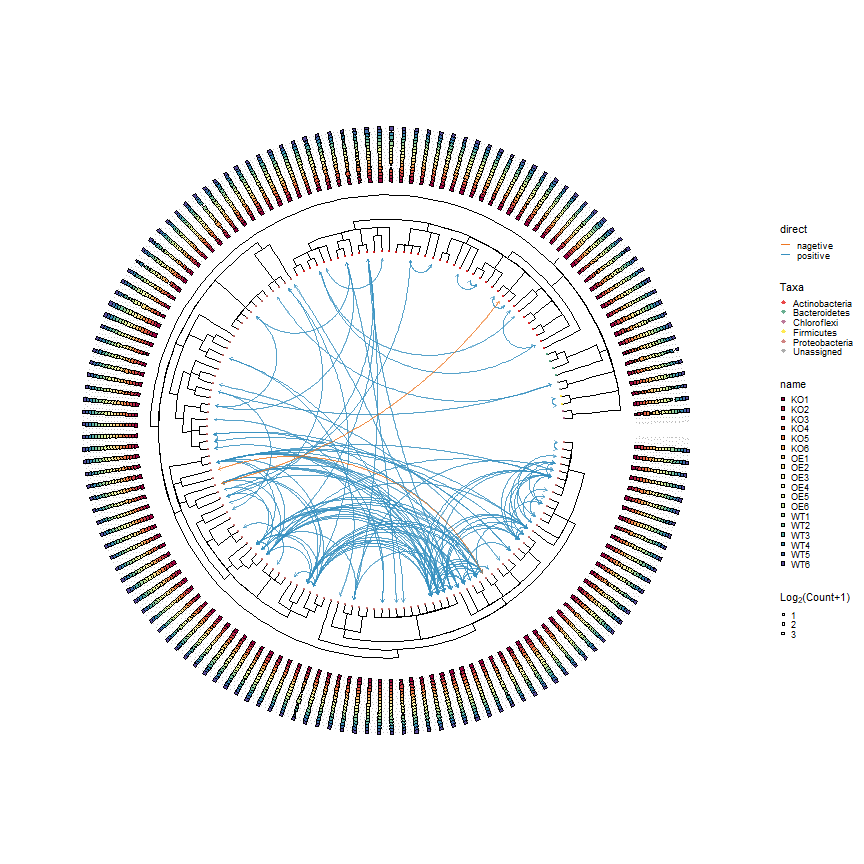 direct
nagetive
positive
Taxa
Actinobacteria
Bacteroidetes
Chloroflexi
Firmicutes
Proteobacteria
Unassigned
name
KO1
KO2
KO3
KO4
KO5
KO6
OE1
OE2
OE3
OE4
OE5
OE6
WT1
WT2
WT3
WT4
WT5
WT6
Log₂(Count+1)
1
2
3